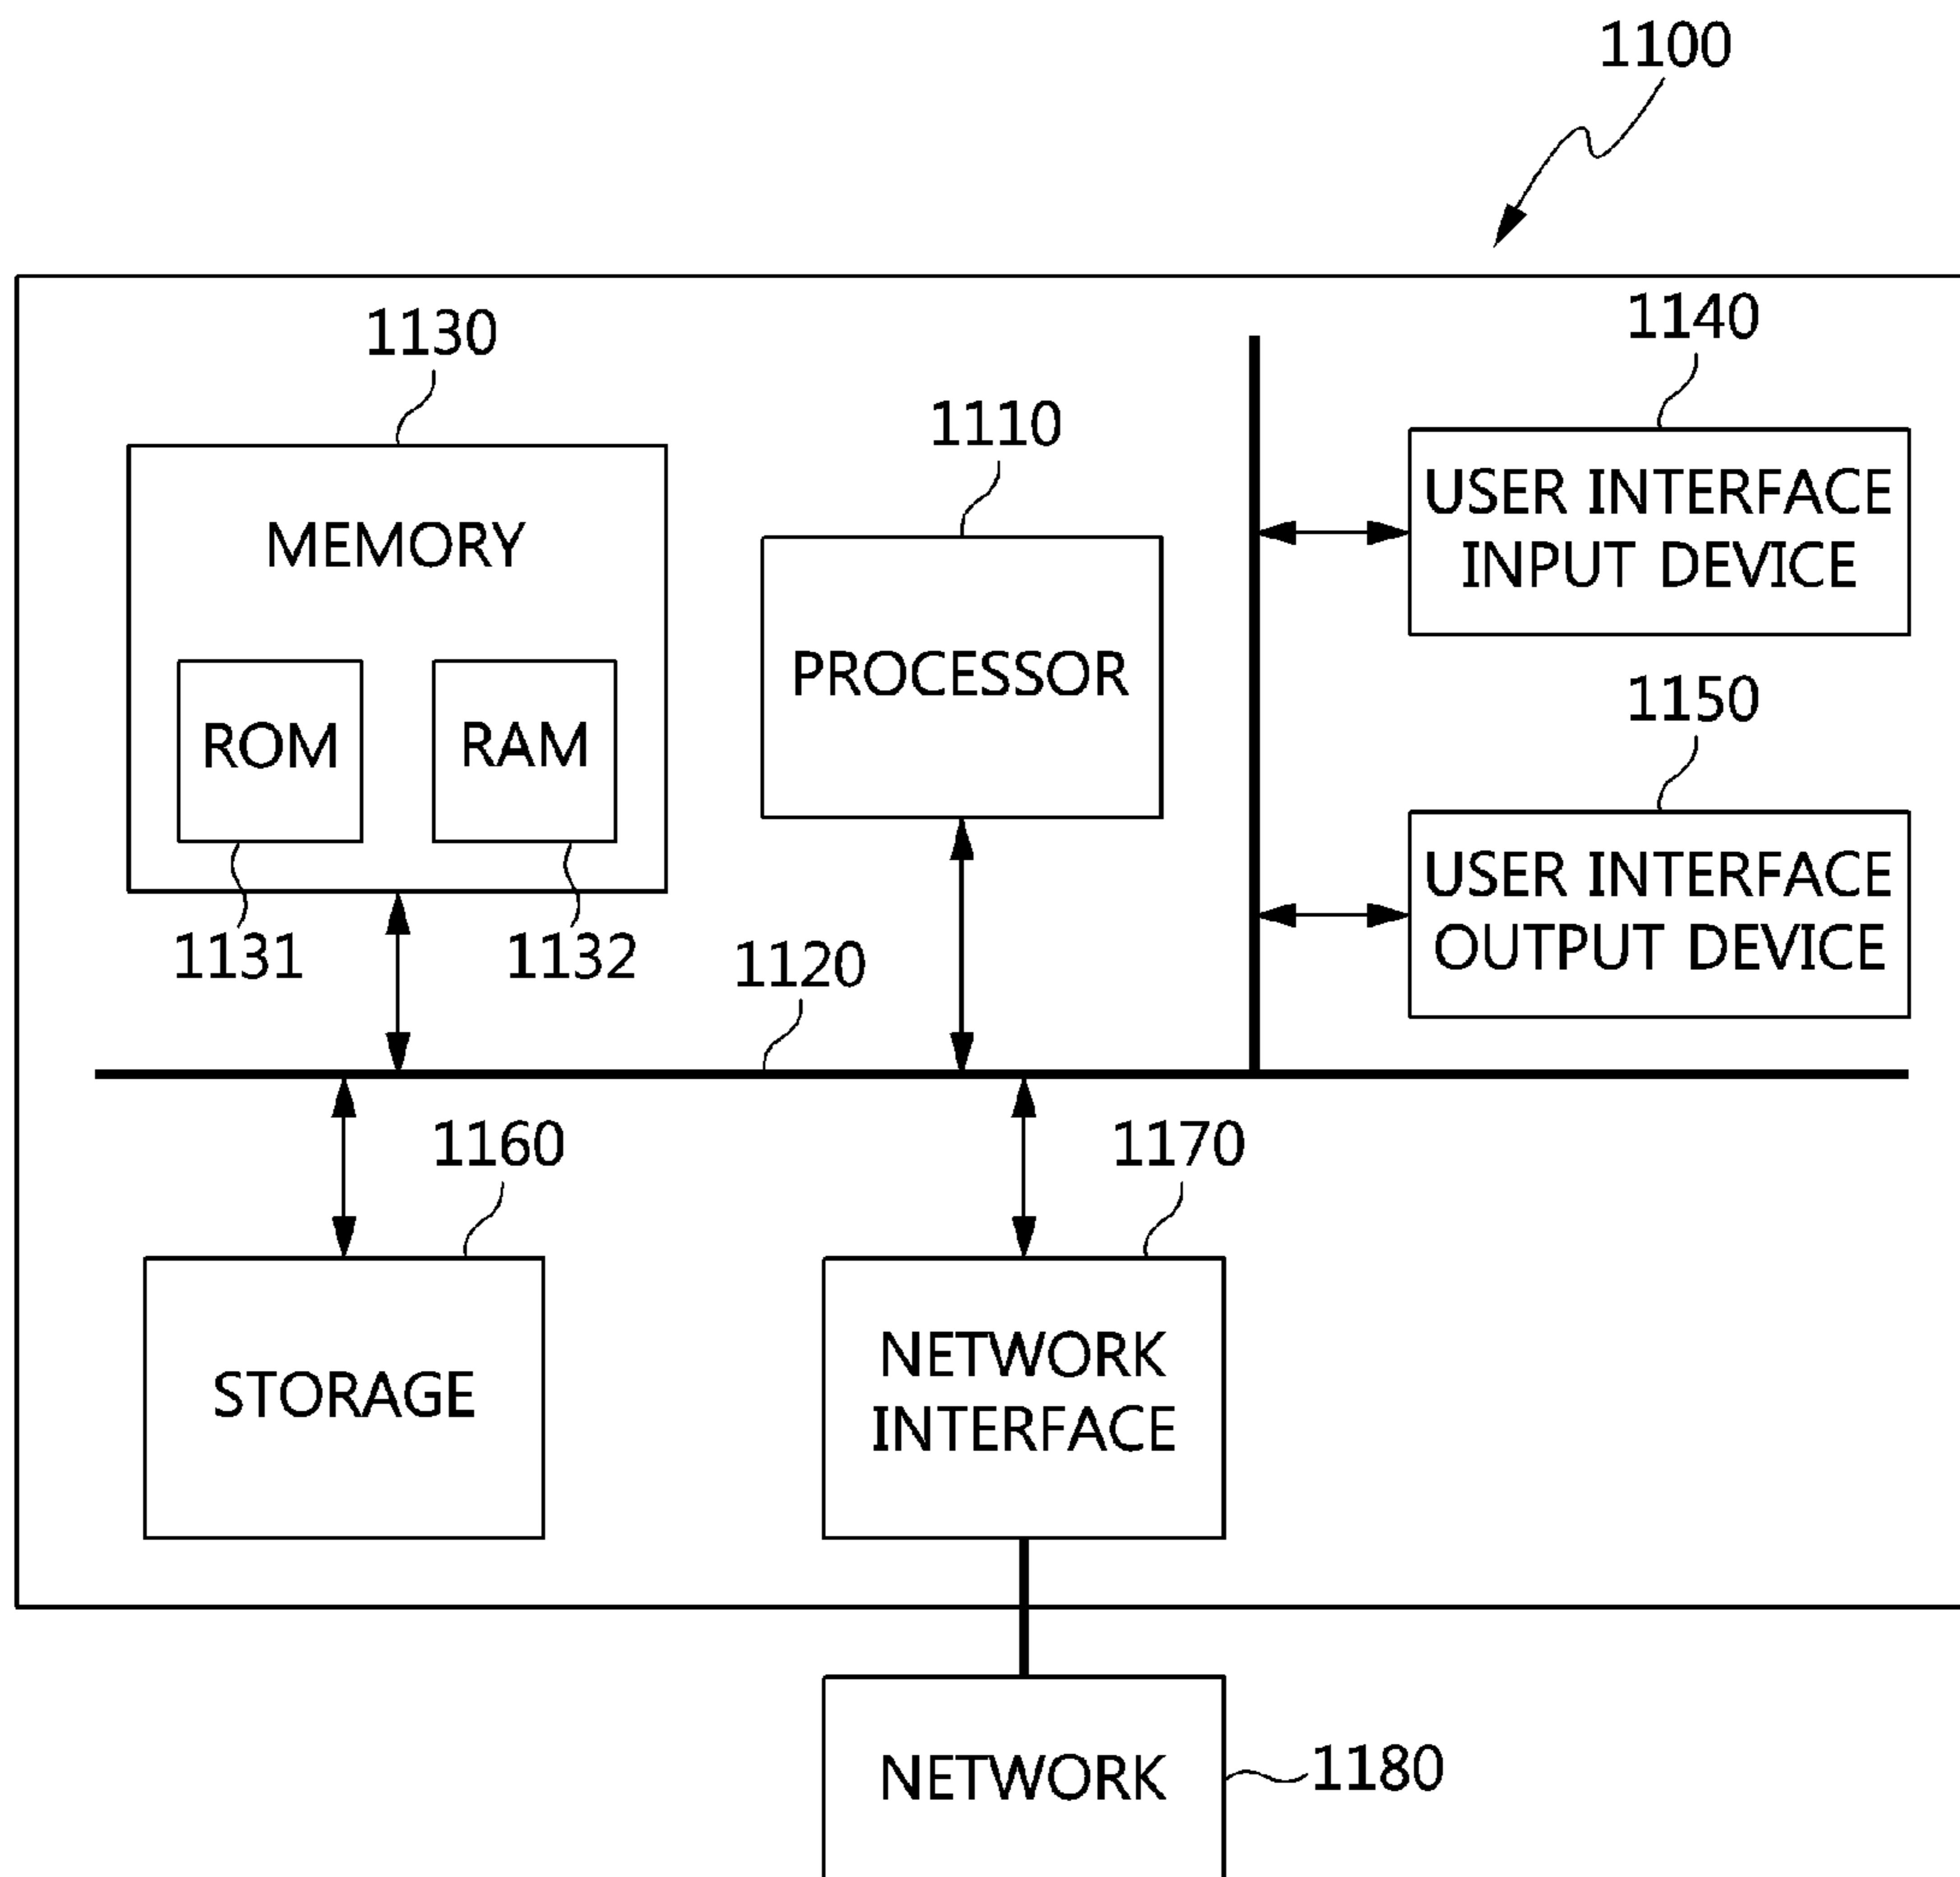 1100
1130
1110
1140
MEMORY
ROM
RAM
1131
1132
PROCESSOR
USER INTERFACE
INPUT DEVICE
1150
USER INTERFACE
OUTPUT DEVICE
1120
1160
1170
STORAGE
NETWORK
INTERFACE
NETWORK
1180